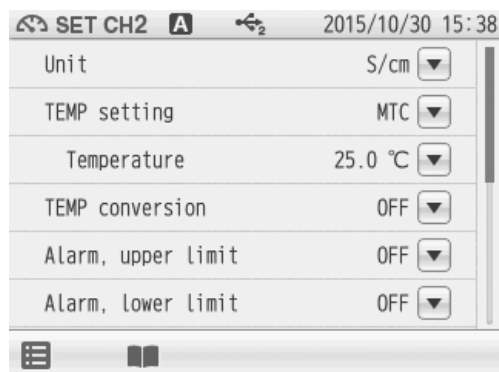 SET CH2 A 2 2015/10/30 15:38
Unit S/cm
TEMP setting MTC
Temperature 25.0 ℃
TEMP conversion OFF
Alarm, upper limit OFF
Alarm, lower limit OFF